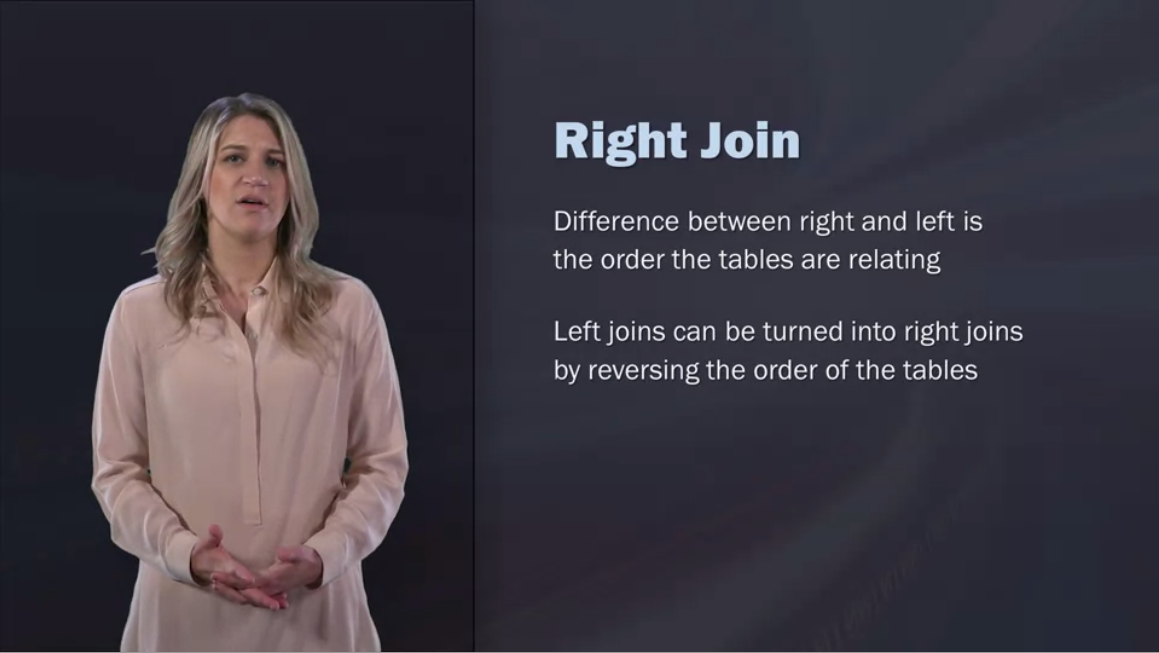 Right Join
Difference between right and left is
the order the tables are relating
Left joins can be turned into right joins
by reversing the order of the tables